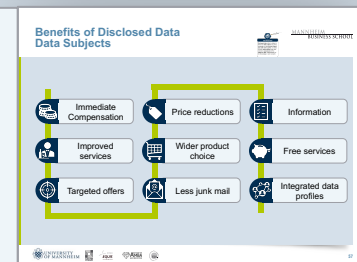 Benefits of Disclosed Data
Data Subjects
MANNHEIM
BUSINESS SCHOOL
Immediate
Compensation
Price reductions
Information
Improved
services
Wider product
choice
Free services
Targeted offers
Less junk mail
Integrated data
profiles
UNIVERSITY
OF MANNHEIM